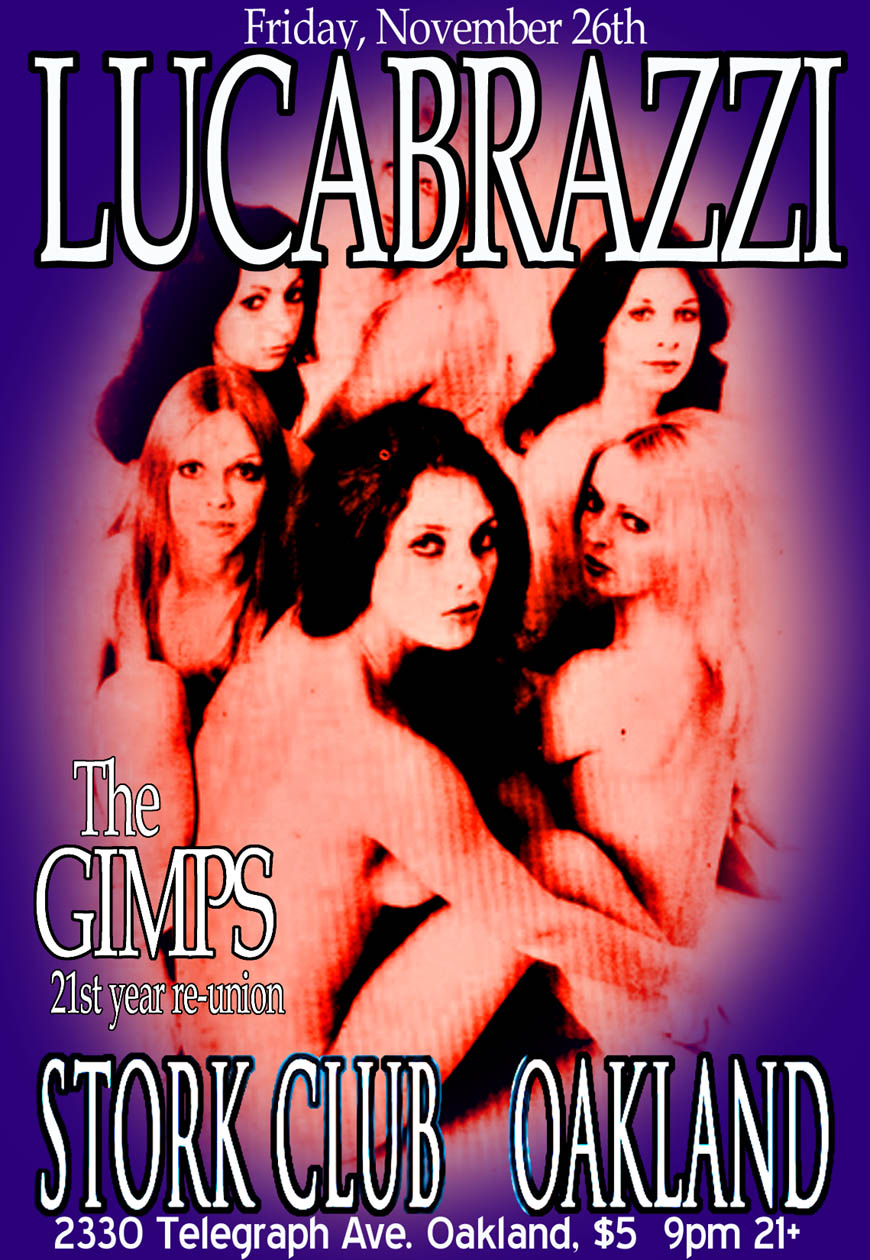 Friday, November 26th
LUCABRAZZI
The
GIMPS
21st year re-union
STORK CLUB OAKLAND
2330 Telegraph Ave. Oakland, $5 9pm 21+